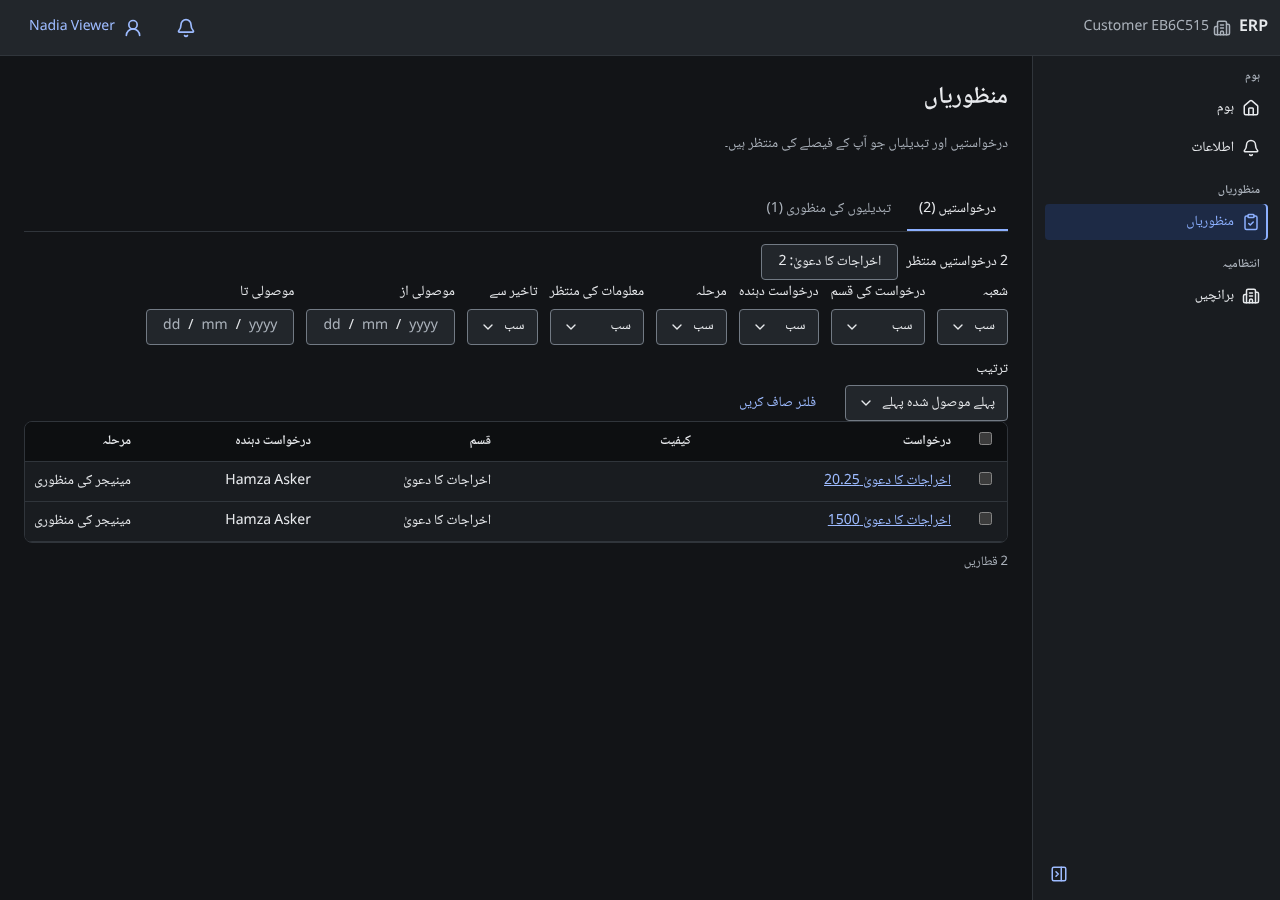 ERP Customer EB6C515
Nadia Viewer
ہوم
ہوم
اطلاعات
منظوریاں
منظوریاں
انتظامیہ
برانچیں
منظوریاں
درخواستیں اور تبدیلیاں جو آپ کے فیصلے کی منتظر ہیں۔
درخواستیں (2) تبدیلیوں کی منظوری (1)
2 درخواستیں منتظر اخراجات کا دعویٰ: 2
شعبہ درخواست کی قسم درخواست دہندہ مرحلہ معلومات کی منتظر تاخیر سے موصولی از موصولی تا
سب سب سب سب سب سب dd / mm / yyyy dd / mm / yyyy
ترتیب
پہلے موصول شدہ پہلے فلٹر صاف کریں
درخواست کیفیت قسم درخواست دہندہ مرحلہ
اخراجات کا دعویٰ 20.25 اخراجات کا دعویٰ Hamza Asker مینیجر کی منظوری
اخراجات کا دعویٰ 1500 اخراجات کا دعویٰ Hamza Asker مینیجر کی منظوری
2 قطاریں